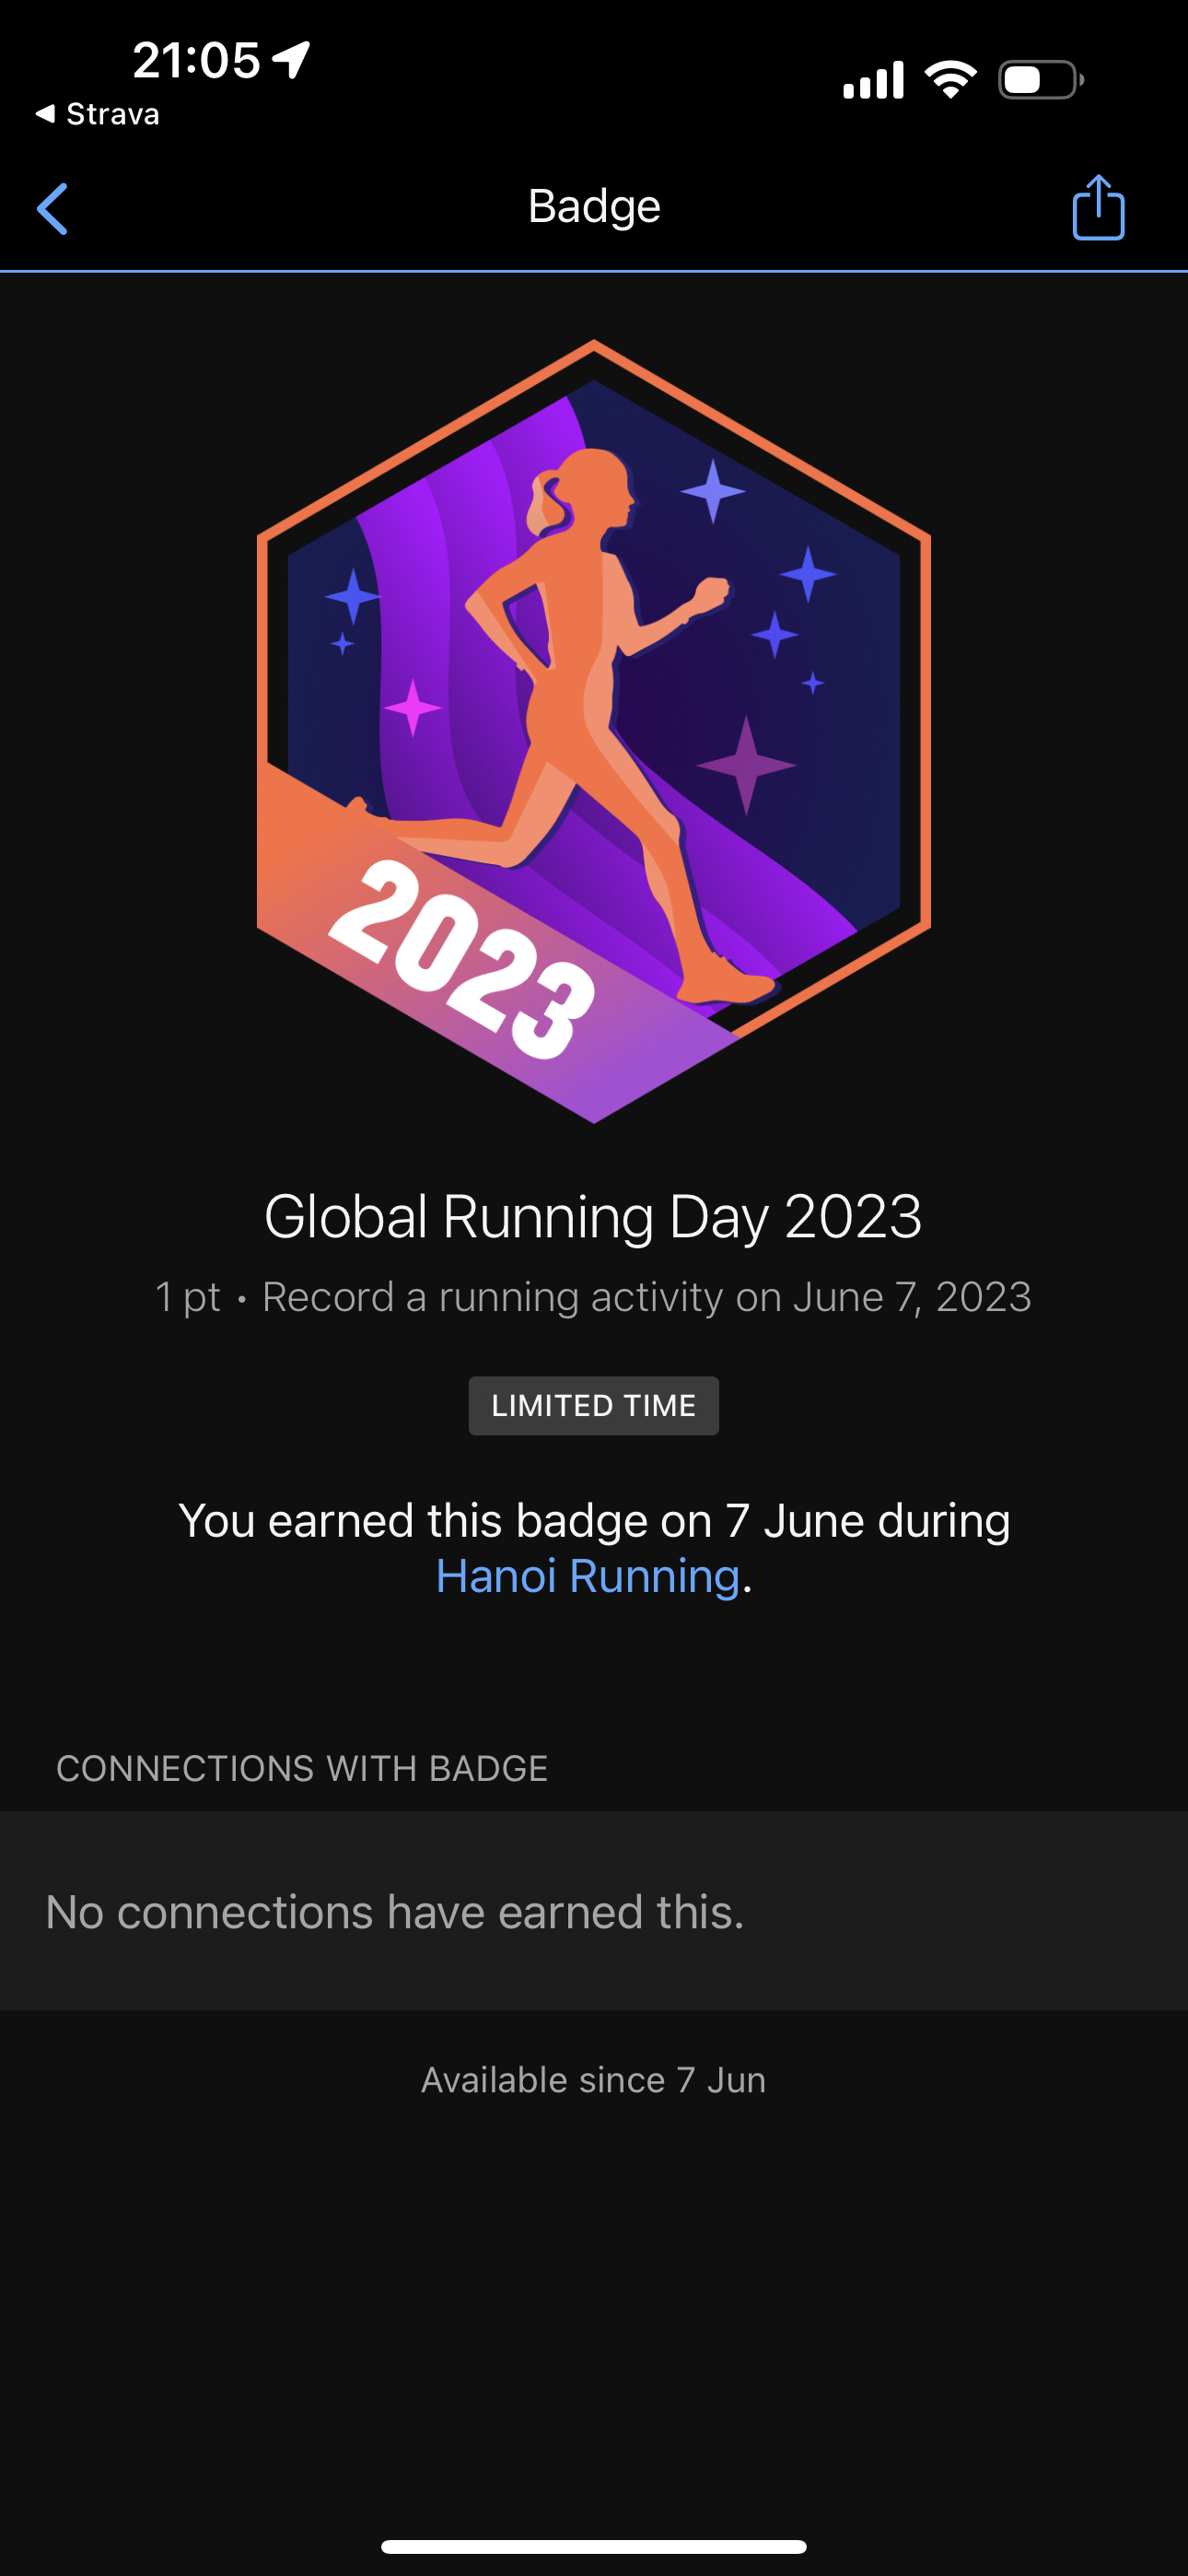 21:05
Strava
Badge
2023
Global Running Day 2023
1 pt • Record a running activity on June 7, 2023
LIMITED TIME
You earned this badge on 7 June during
Hanoi Running.
CONNECTIONS WITH BADGE
No connections have earned this.
Available since 7 Jun